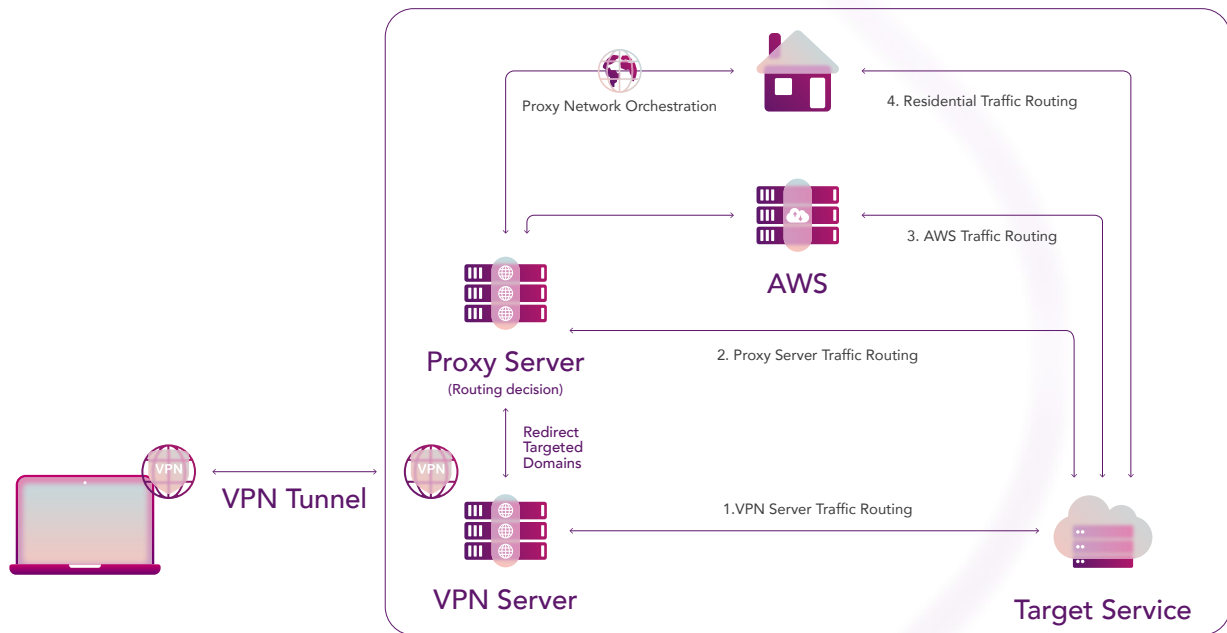 Proxy Network Orchestration
4. Residential Traffic Routing
3. AWS Traffic Routing
AWS
2. Proxy Server Traffic Routing
Proxy Server
(Routing decision)
Redirect
Targeted
Domains
VPN
VPN
VPN Tunnel
1.VPN Server Traffic Routing
VPN Server
Target Service